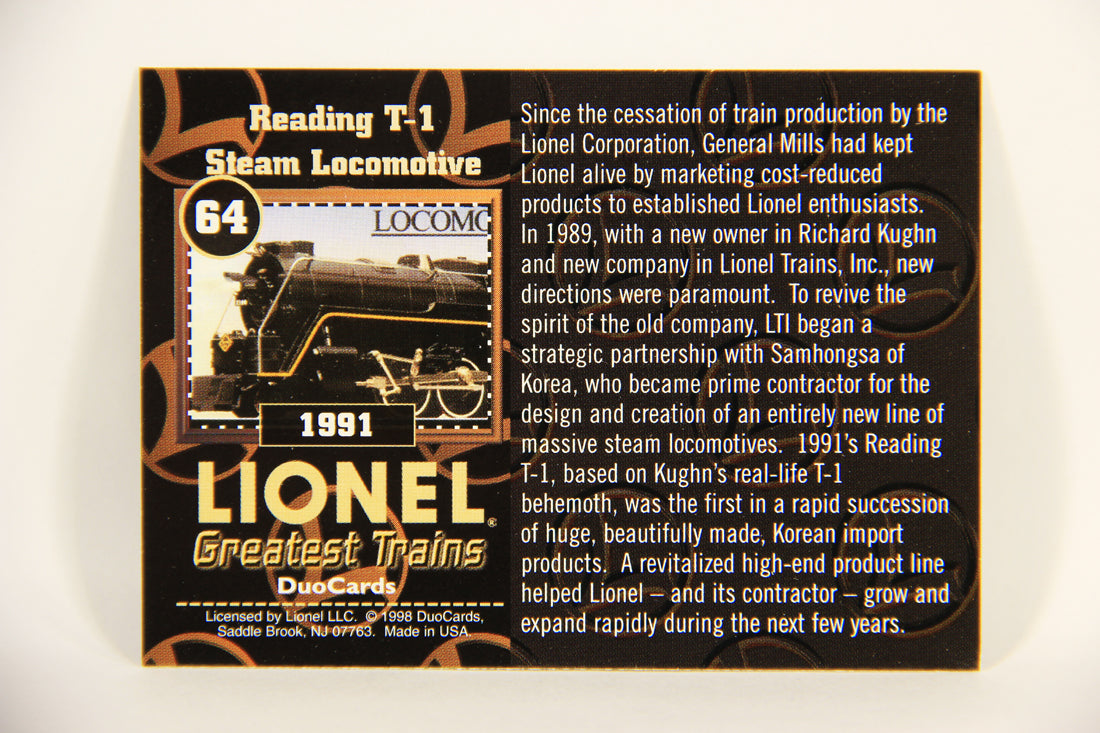 Reading T-1
Steam Locomotive
64
LOCOMO
1991
LIONEL®
Greatest Trains
DuoCards
Licensed by Lionel LLC. © 1998 DuoCards,
Saddle Brook, NJ 07763. Made in USA.
Since the cessation of train production by the
Lionel Corporation, General Mills had kept
Lionel alive by marketing cost-reduced
products to established Lionel enthusiasts.
In 1989, with a new owner in Richard Kughn
and new company in Lionel Trains, Inc., new
directions were paramount. To revive the
spirit of the old company, LTI began a
strategic partnership with Samhongsa of
Korea, who became prime contractor for the
design and creation of an entirely new line of
massive steam locomotives. 1991's Reading
T-1, based on Kughn's real-life T-1
behemoth, was the first in a rapid succession
of huge, beautifully made, Korean import
products. A revitalized high-end product line
helped Lionel – and its contractor – grow and
expand rapidly during the next few years.